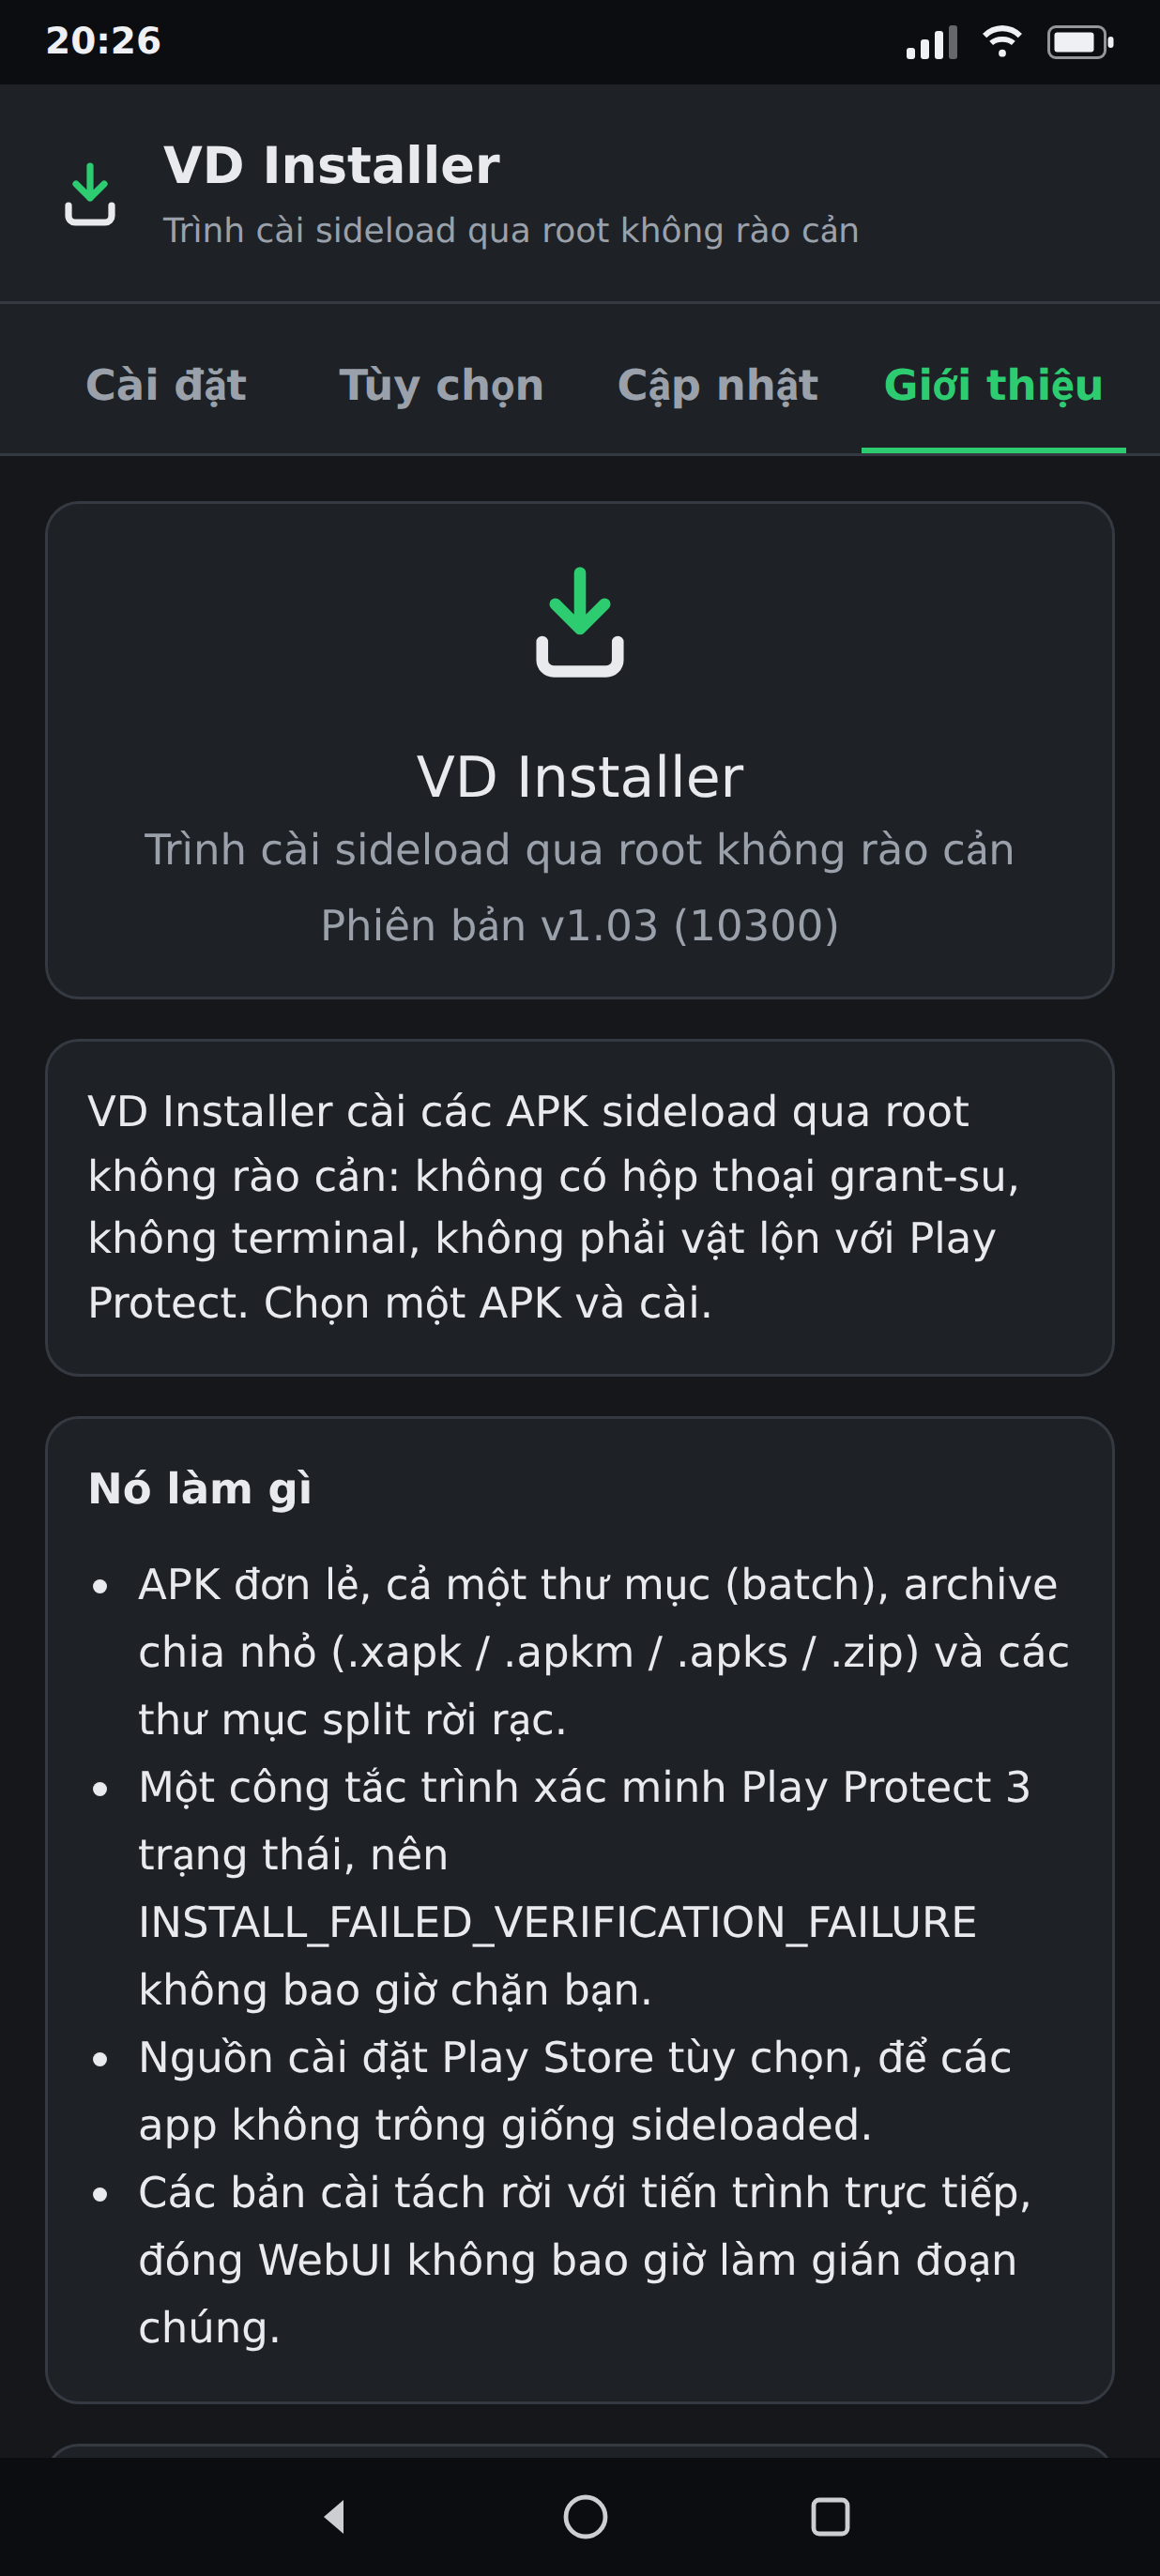 20:26
VD Installer
Trình cài sideload qua root không rào cản
Cài đặt
Tùy chọn
Cập nhật
Giới thiệu
VD Installer
Trình cài sideload qua root không rào cản
Phiên bản v1.03 (10300)
VD Installer cài các APK sideload qua root
không rào cản: không có hộp thoại grant-su,
không terminal, không phải vật lộn với Play
Protect. Chọn một APK và cài.
Nó làm gì
• APK đơn lẻ, cả một thư mục (batch), archive
chia nhỏ (.xapk / .apkm / .apks / .zip) và các
thư mục split rời rạc.
• Một công tắc trình xác minh Play Protect 3
trạng thái, nên
INSTALL_FAILED_VERIFICATION_FAILURE
không bao giờ chặn bạn.
• Nguồn cài đặt Play Store tùy chọn, để các
app không trông giống sideloaded.
• Các bản cài tách rời với tiến trình trực tiếp,
đóng WebUI không bao giờ làm gián đoạn
chúng.